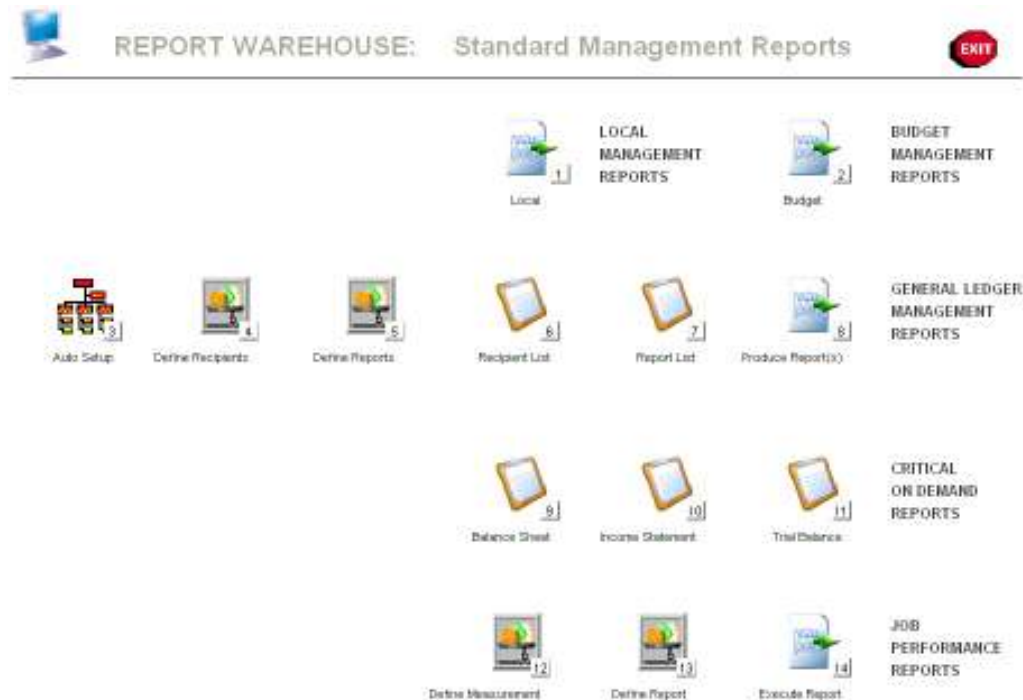 REPORT WAREHOUSE: Standard Management Reports
EXIT
LOCAL
MANAGEMENT
REPORTS
1
Local
BUDGET
MANAGEMENT
REPORTS
2
Budget
3
Auto Setup
4
Define Recipients
5
Define Reports
6
Recipient List
7
Report List
8
Produce Report(s)
GENERAL LEDGER
MANAGEMENT
REPORTS
9
Balance Sheet
10
Income Statement
11
Trial Balance
CRITICAL
ON DEMAND
REPORTS
12
Define Measurement
13
Define Report
14
Execute Report
JOB
PERFORMANCE
REPORTS